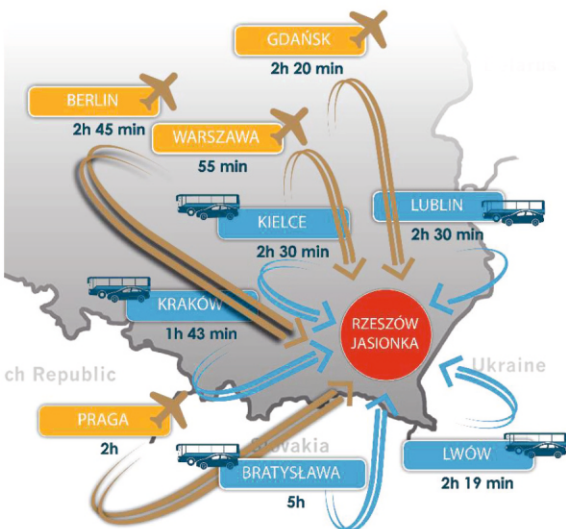 GDAŃSK
2h 20 min
BERLIN
2h 45 min
WARSZAWA
55 min
KIELCE
2h 30 min
LUBLIN
2h 30 min
KRAKÓW
1h 43 min
RZESZÓW
JASIONKA
Ukraine
ch Republic
PRAGA
2h
Slovakia
BRATYSŁAWA
5h
LWÓW
2h 19 min